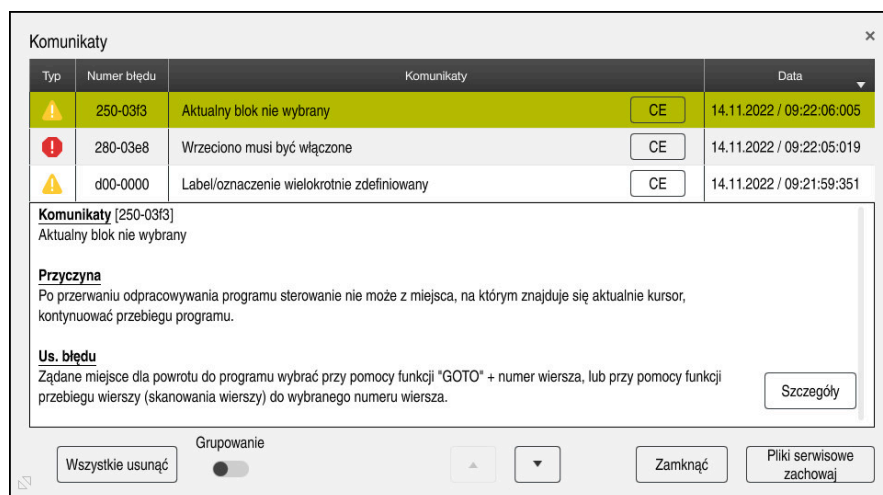 Komunikaty
Typ Numer błędu Komunikaty Data
250-03f3 Aktualny blok nie wybrany CE 14.11.2022 / 09:22:06:005
280-03e8 Wrzeciono musi być włączone CE 14.11.2022 / 09:22:05:019
d00-0000 Label/oznaczenie wielokrotnie zdefiniowany CE 14.11.2022 / 09:21:59:351
Komunikaty [250-03f3]
Aktualny blok nie wybrany
Przyczyna
Po przerwaniu odpracowywania programu sterowanie nie może z miejsca, na którym znajduje się aktualnie kursor,
kontynuować przebiegu programu.
Us. błędu
Żądane miejsce dla powrotu do programu wybrać przy pomocy funkcji "GOTO" + numer wiersza, lub przy pomocy funkcji
przebiegu wierszy (skanowania wierszy) do wybranego numeru wiersza.
Szczegóły
Wszystkie usunąć
Grupowanie
Zamknąć
Pliki serwisowe
zachowaj